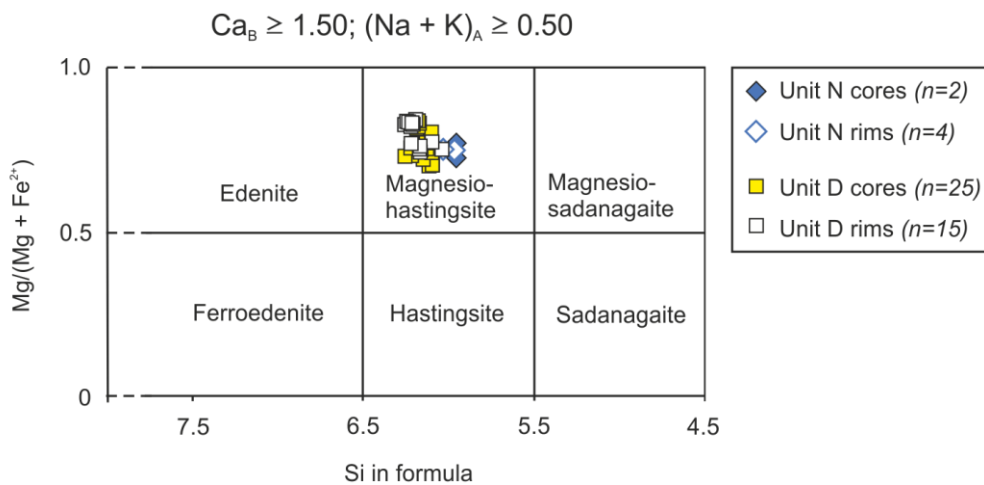 Ca_B ≥ 1.50; (Na + K)_A ≥ 0.50
1.0
0.5
0
Mg/(Mg + Fe²⁺)
Edenite
Magnesio-
hastingsite
Magnesio-
sadanagaite
Ferroedenite
Hastingsite
Sadanagaite
7.5
6.5
5.5
4.5
Si in formula
Unit N cores (n=2)
Unit N rims (n=4)
Unit D cores (n=25)
Unit D rims (n=15)